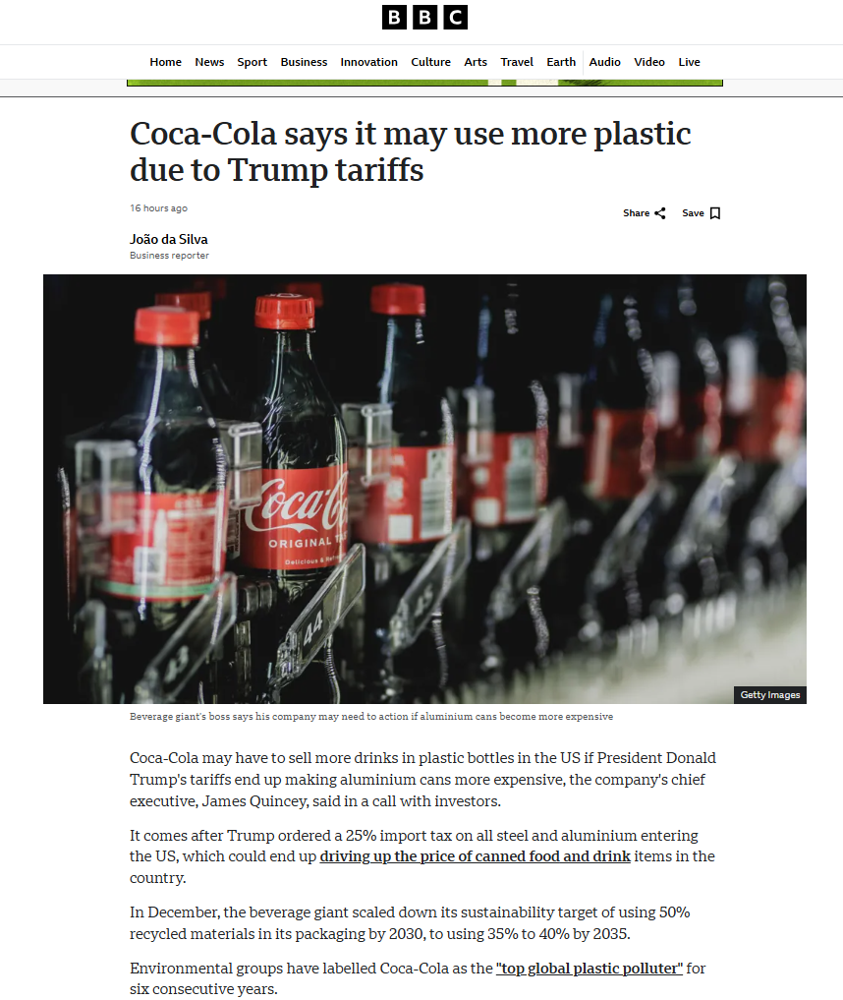 BBC
Home News Sport Business Innovation Culture Arts Travel Earth Audio Video Live
Coca-Cola says it may use more plastic
due to Trump tariffs
16 hours ago
Share Save
João da Silva
Business reporter
Coca-Co
ORIGINAL TA
Delicious &
43
44
45
Getty Images
Beverage giant's boss says his company may need to action if aluminium cans become more expensive
Coca-Cola may have to sell more drinks in plastic bottles in the US if President Donald
Trump's tariffs end up making aluminium cans more expensive, the company's chief
executive, James Quincey, said in a call with investors.
It comes after Trump ordered a 25% import tax on all steel and aluminium entering
the US, which could end up driving up the price of canned food and drink items in the
country.
In December, the beverage giant scaled down its sustainability target of using 50%
recycled materials in its packaging by 2030, to using 35% to 40% by 2035.
Environmental groups have labelled Coca-Cola as the "top global plastic polluter" for
six consecutive years.